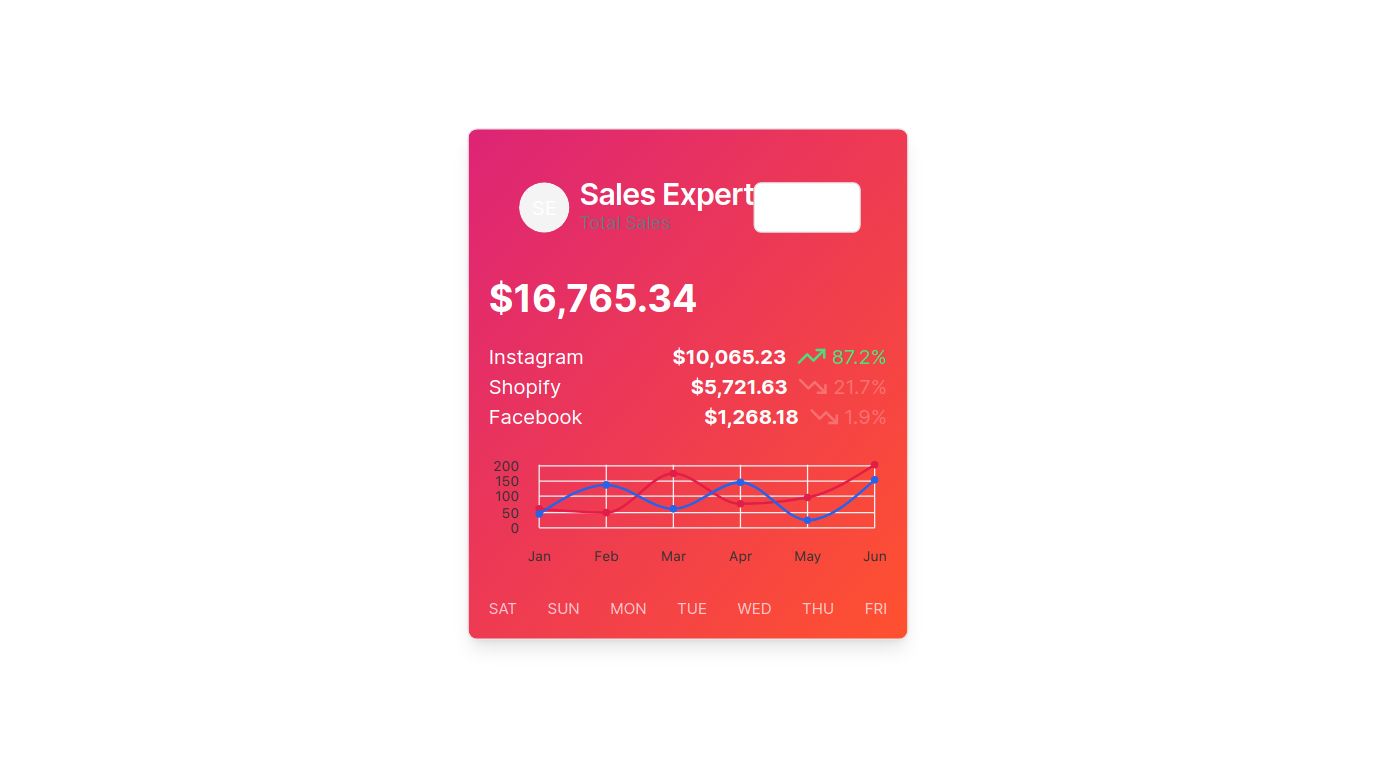 SE
Sales Expert
Total Sales
$16,765.34
Instagram $10,065.23 87.2%
Shopify $5,721.63 21.7%
Facebook $1,268.18 1.9%
200
150
100
50
0
Jan Feb Mar Apr May Jun
SAT SUN MON TUE WED THU FRI